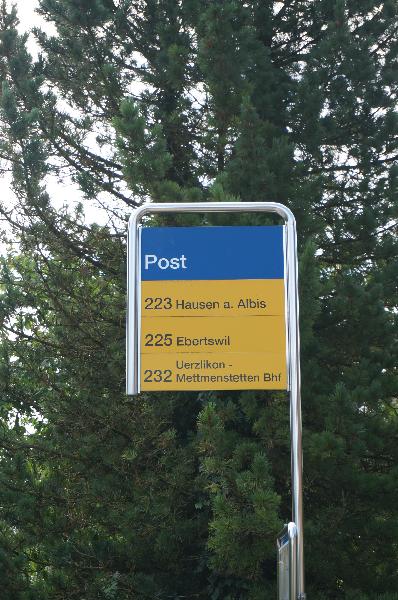 Post
223 Hausen a. Albis
225 Ebertswil
Uerzlikon -
232 Mettmenstetten Bhf